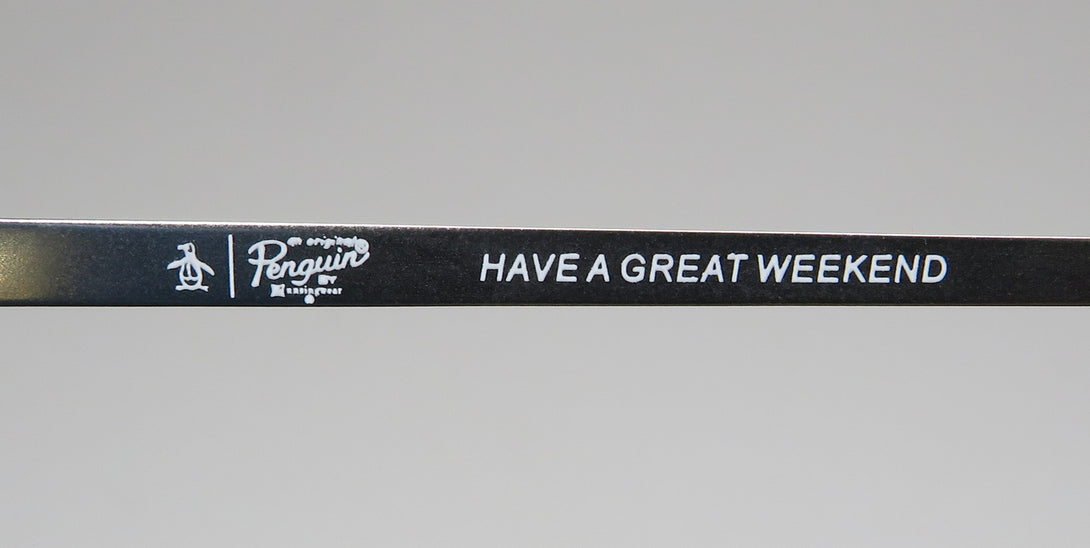 an original
Penguin
BY
Munsingwear
HAVE A GREAT WEEKEND